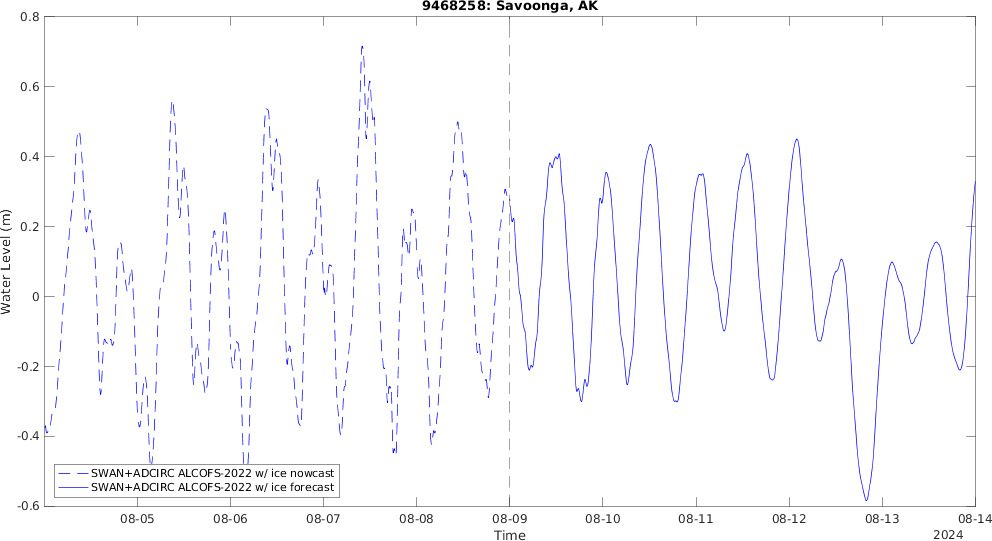 9468258: Savoonga, AK
0.8
0.6
0.4
0.2
0
-0.2
-0.4
-0.6
Water Level (m)
SWAN+ADCIRC ALCOFS-2022 w/ ice nowcast
SWAN+ADCIRC ALCOFS-2022 w/ ice forecast
08-05 08-06 08-07 08-08 08-09 08-10 08-11 08-12 08-13 08-14
Time
2024